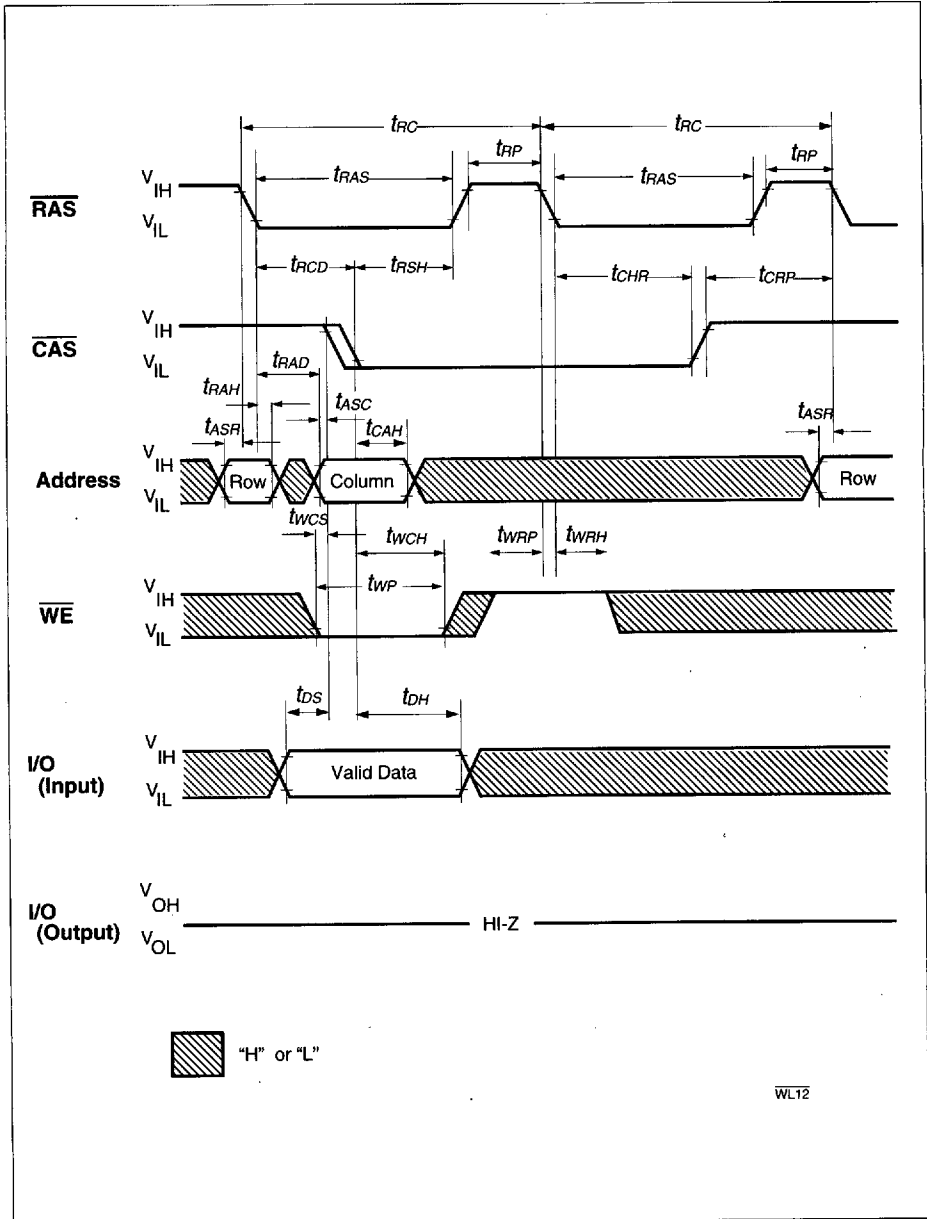 tRC tRC
tRP tRP
tRAS tRAS
RAS VIH
VIL
tRCD tRSH tCHR tCRP
CAS VIH
VIL
tRAD
tRAH tASC
tASR tCAH tASR
Address VIH
VIL
Row Column Row
tWCS tWCH tWRP tWRH
tWP
WE VIH
VIL
tDS tDH
I/O (Input) VIH
VIL
Valid Data
I/O (Output) VOH
VOL
HI-Z
"H" or "L"
WL12